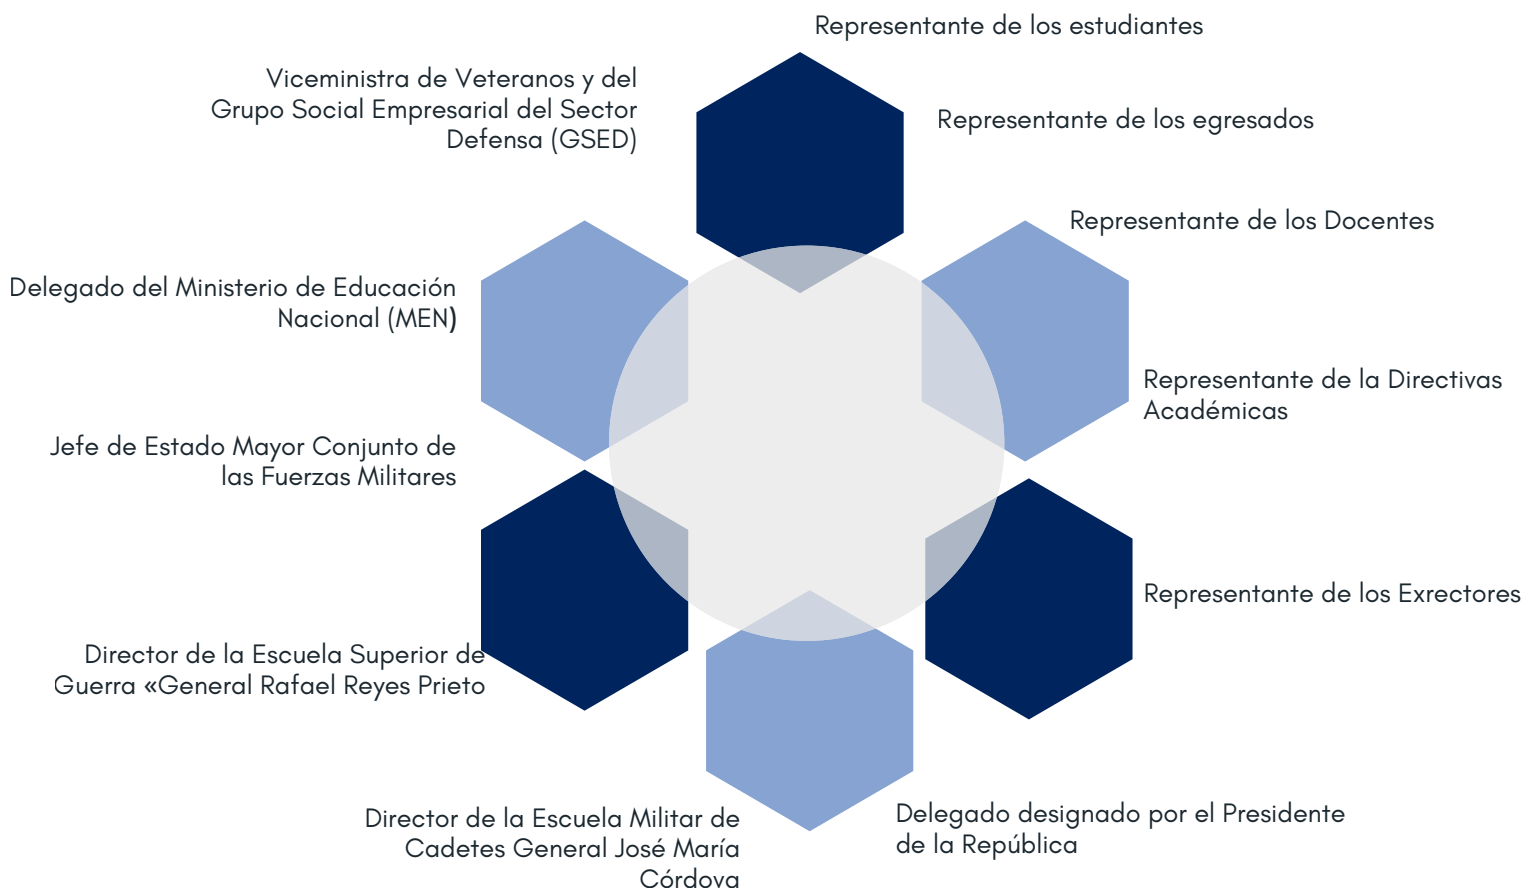 Representante de los estudiantes
Viceministra de Veteranos y del
Grupo Social Empresarial del Sector
Defensa (GSED)
Representante de los egresados
Representante de los Docentes
Delegado del Ministerio de Educación
Nacional (MEN)
Representante de la Directivas
Académicas
Jefe de Estado Mayor Conjunto de
las Fuerzas Militares
Representante de los Exrectores
Director de la Escuela Superior de
Guerra «General Rafael Reyes Prieto
Delegado designado por el Presidente
de la República
Director de la Escuela Militar de
Cadetes General José María
Córdova